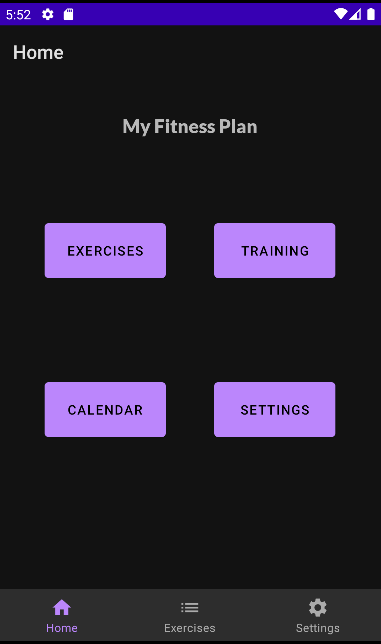 5:52
Home
My Fitness Plan
EXERCISES TRAINING
CALENDAR SETTINGS
Home Exercises Settings